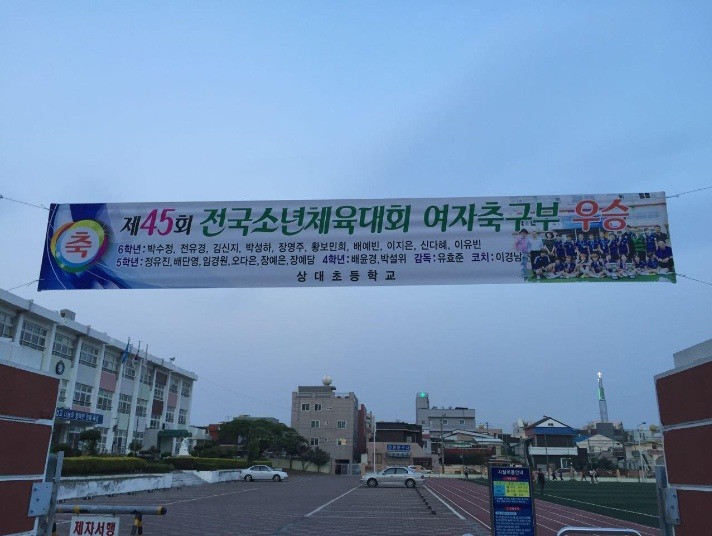 축
제45회 전국소년체육대회 여자축구부 우승
6학년:박수정, 전유경, 김신지, 박성하, 장영주, 황보민희, 배예빈, 이지은, 신다혜, 이유빈
5학년:정유진,배단영,임경원,오다은,장예은,장예담 4학년:배윤경,박설위 감독:유효준 코치:이경남
상대초등학교
제자서행